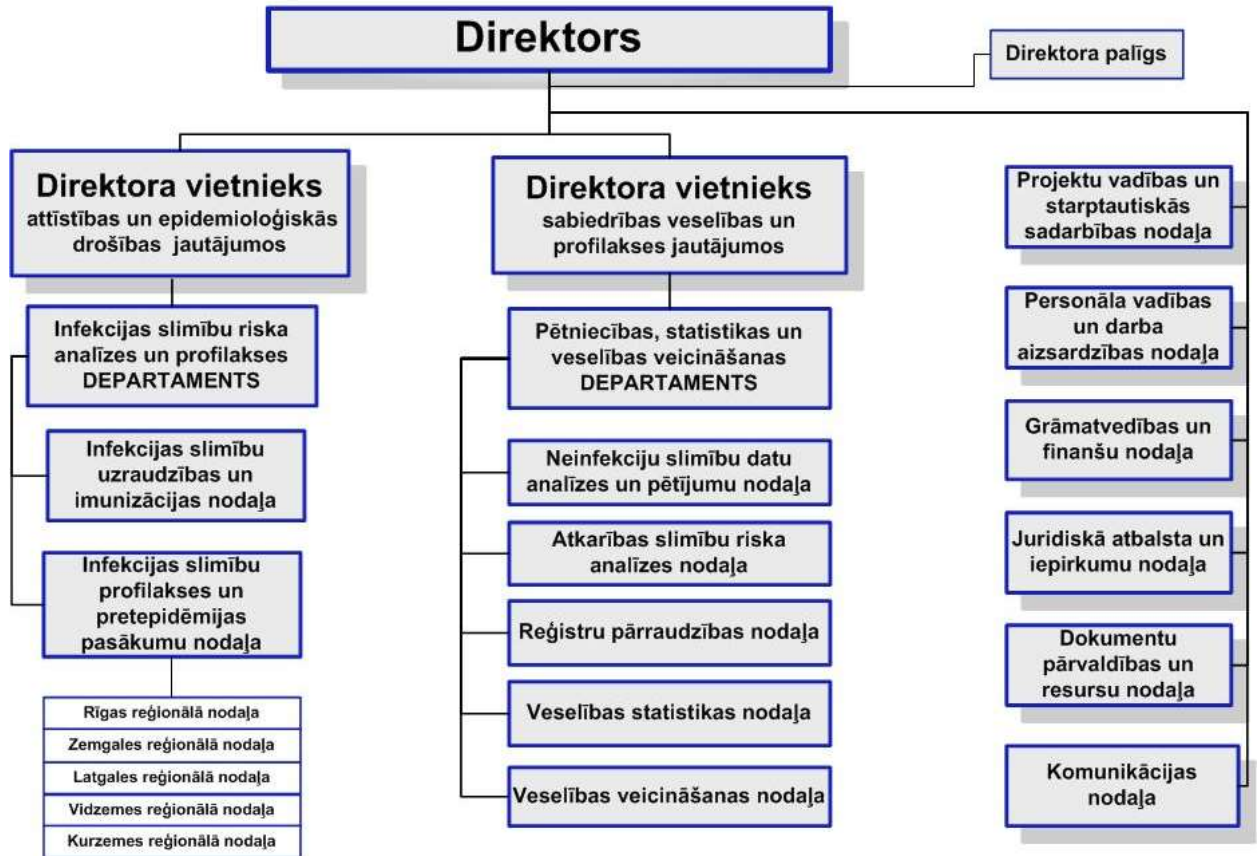 Direktors
Direktora palīgs
Direktora vietnieks
attīstības un epidemioloģiskās
drošības jautājumos
Infekcijas slimību riska
analīzes un profilakses
DEPARTAMENTS
Infekcijas slimību
uzraudzības un
imunizācijas nodaļa
Infekcijas slimību
profilakses un
pretepidēmijas
pasākumu nodaļa
Rīgas reģionālā nodaļa
Zemgales reģionālā nodaļa
Latgales reģionālā nodaļa
Vidzemes reģionālā nodaļa
Kurzemes reģionālā nodaļa
Direktora vietnieks
sabiedrības veselības un
profilakses jautājumos
Pētniecības, statistikas un
veselības veicināšanas
DEPARTAMENTS
Neinfekciju slimību datu
analīzes un pētījumu nodaļa
Atkarības slimību riska
analīzes nodaļa
Reģistru pārraudzības nodaļa
Veselības statistikas nodaļa
Veselības veicināšanas nodaļa
Projektu vadības un
starptautiskās
sadarbības nodaļa
Personāla vadības
un darba
aizsardzības nodaļa
Grāmatvedības un
finanšu nodaļa
Juridiskā atbalsta un
iepirkumu nodaļa
Dokumentu
pārvaldības un
resursu nodaļa
Komunikācijas
nodaļa